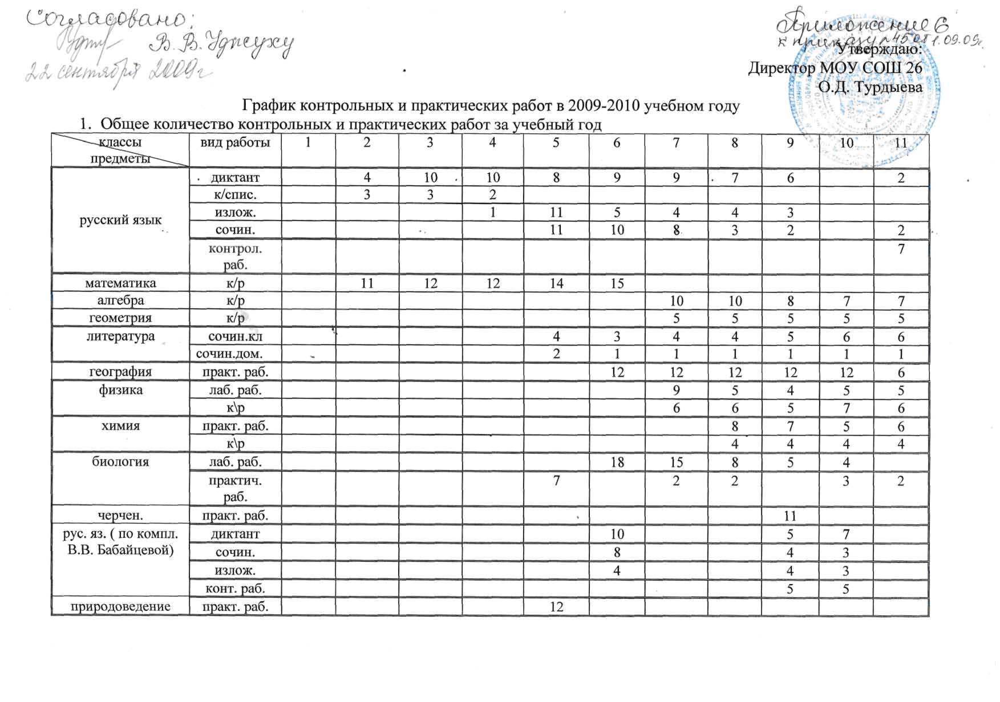 Согласовано:
В.В. Уджуху
22 сентября 2009г
Приложение 6
к приказу №45 от 1.09.09г.
Утверждаю:
Директор МОУ СОШ 26
О.Д. Турдыева
График контрольных и практических работ в 2009-2010 учебном году
1. Общее количество контрольных и практических работ за учебный год
классы предметы вид работы 1 2 3 4 5 6 7 8 9 10 11
русский язык диктант 4 10 10 8 9 9 7 6 2
к/спис. 3 3 2
излож. 1 11 5 4 4 3
сочин. 11 10 8 3 2 2
контрол. раб. 7
математика к/р 11 12 12 14 15
алгебра к/р 10 10 8 7 7
геометрия к/р 5 5 5 5 5
литература сочин.кл 4 3 4 4 5 6 6
сочин.дом. 2 1 1 1 1 1 1
география практ. раб. 12 12 12 12 12 6
физика лаб. раб. 9 5 4 5 5
к\р 6 6 5 7 6
химия практ. раб. 8 7 5 6
к\р 4 4 4 4
биология лаб. раб. 18 15 8 5 4
практич. раб. 7 2 2 3 2
черчен. практ. раб. 11
рус. яз. ( по компл. В.В. Бабайцевой) диктант 10 5 7
сочин. 8 4 3
излож. 4 4 3
конт. раб. 5 5
природоведение практ. раб. 12